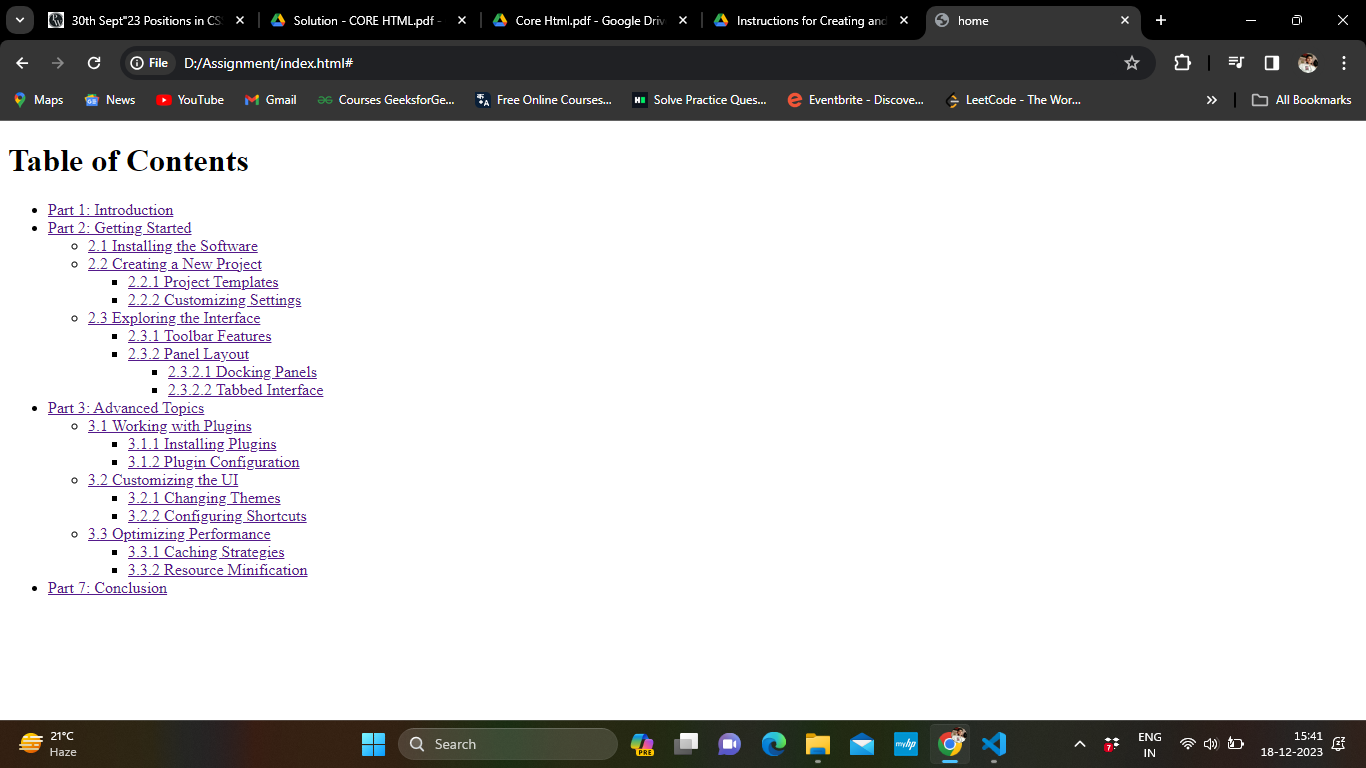 30th Sept"23 Positions in CS
Solution - CORE HTML.pdf -
Core Html.pdf - Google Driv
Instructions for Creating and
home
File D:/Assignment/index.html#
Maps News YouTube Gmail Courses GeeksforGe... Free Online Courses... Solve Practice Ques... Eventbrite - Discove... LeetCode - The Wor... » All Bookmarks
Table of Contents
Part 1: Introduction
Part 2: Getting Started
2.1 Installing the Software
2.2 Creating a New Project
2.2.1 Project Templates
2.2.2 Customizing Settings
2.3 Exploring the Interface
2.3.1 Toolbar Features
2.3.2 Panel Layout
2.3.2.1 Docking Panels
2.3.2.2 Tabbed Interface
Part 3: Advanced Topics
3.1 Working with Plugins
3.1.1 Installing Plugins
3.1.2 Plugin Configuration
3.2 Customizing the UI
3.2.1 Changing Themes
3.2.2 Configuring Shortcuts
3.3 Optimizing Performance
3.3.1 Caching Strategies
3.3.2 Resource Minification
Part 7: Conclusion
21°C
Haze
Search
PRE
myhp
7
ENG
IN
15:41
18-12-2023